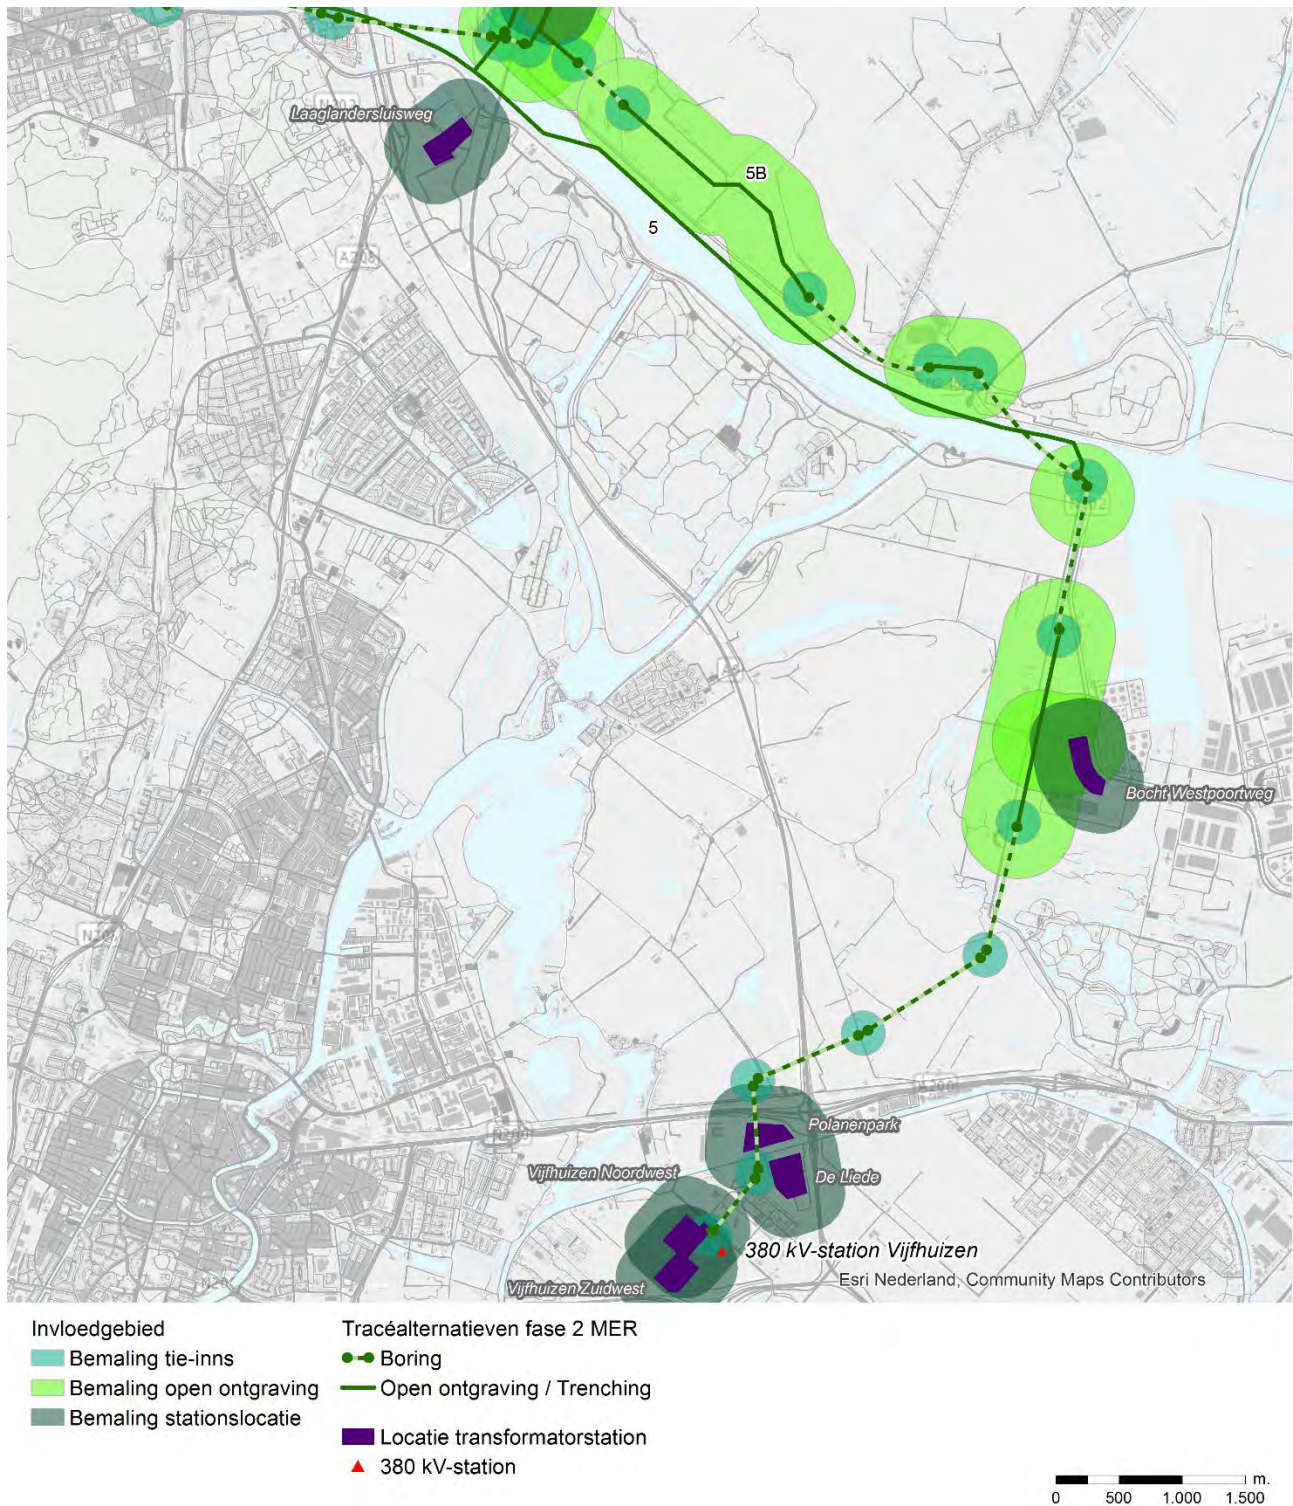 Laaglandersluisweg
5B
5
A208
N202
Bocht Westpoortweg
A200
Polanenpark
Vijfhuizen Noordwest
De Liede
380 kV-station Vijfhuizen
Esri Nederland, Community Maps Contributors
Vijfhuizen Zuidwest
Invloedgebied
Bemaling tie-inns
Bemaling open ontgraving
Bemaling stationslocatie
Tracéalternatieven fase 2 MER
Boring
Open ontgraving / Trenching
Locatie transformatorstation
380 kV-station
m.
0 500 1.000 1.500